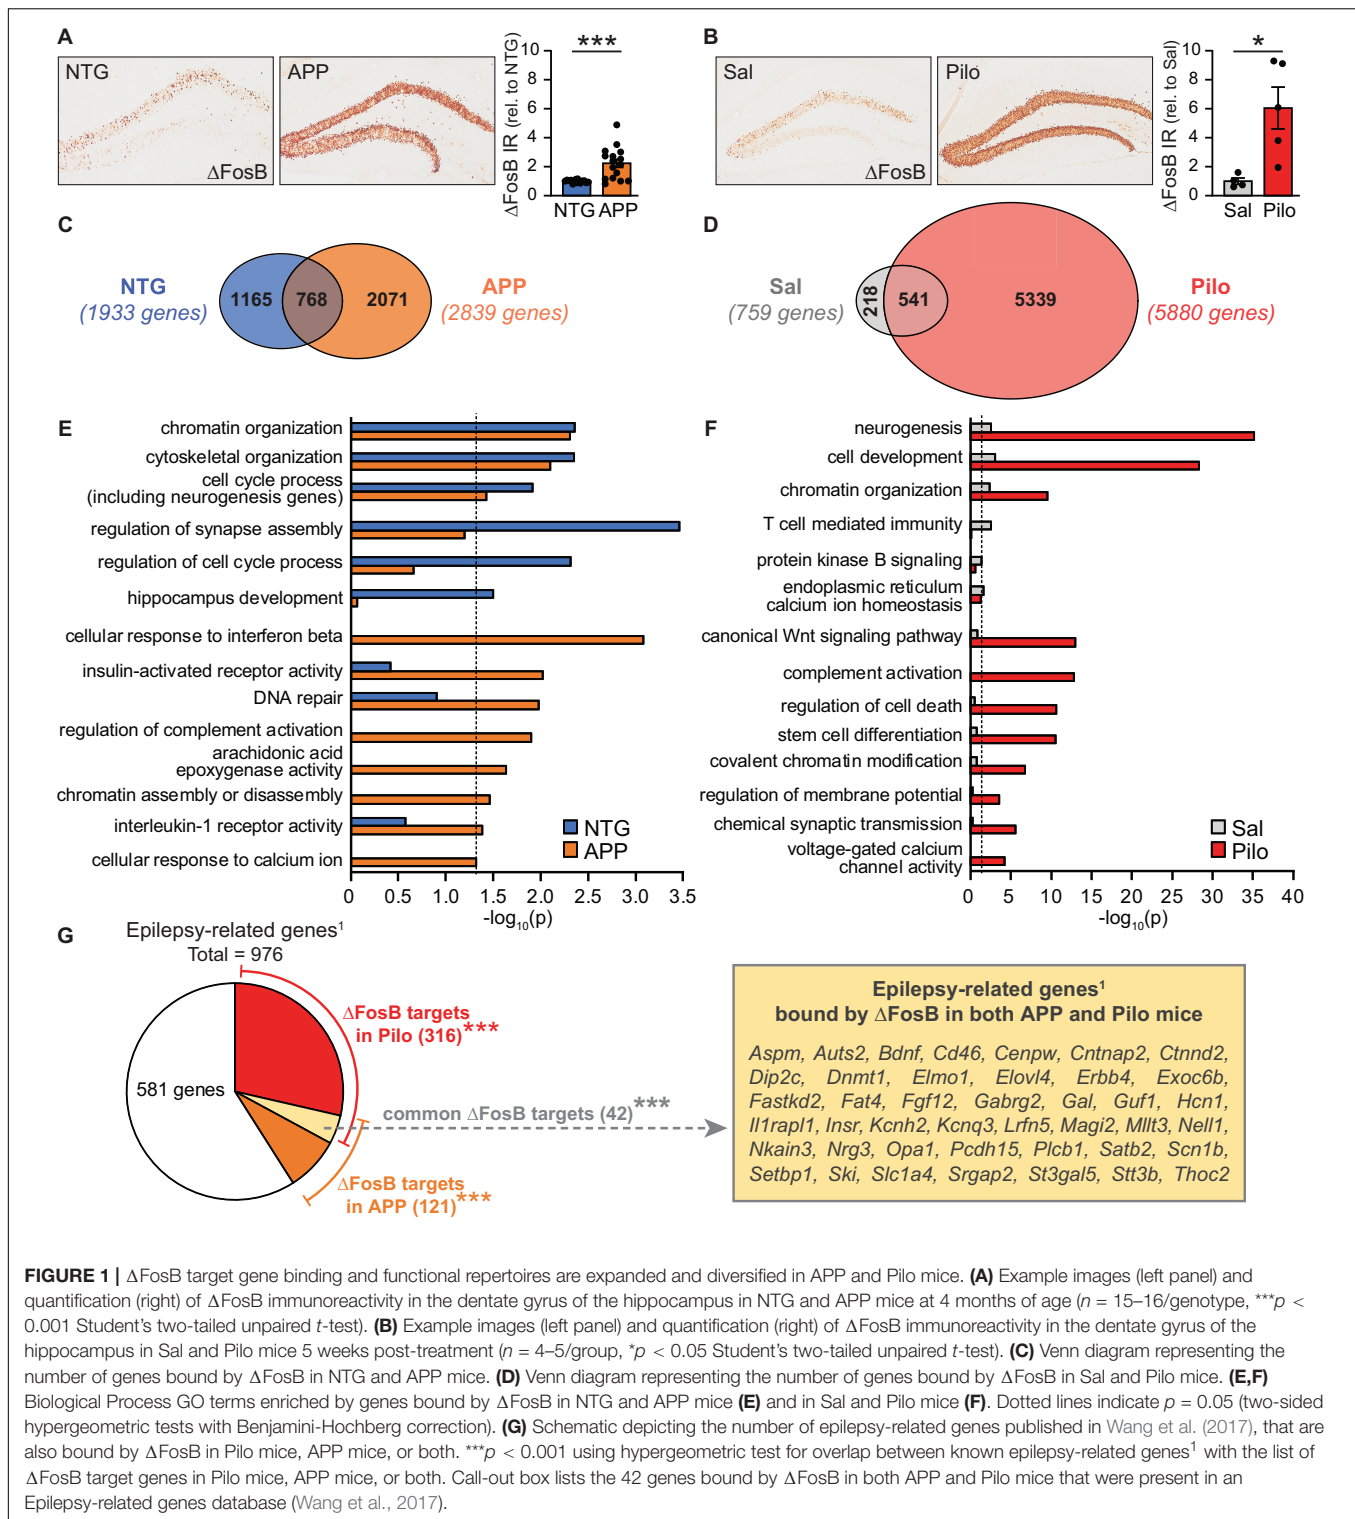 A
NTG
APP
ΔFosB
ΔFosB IR (rel. to NTG)
10
8
6
4
2
0
***
NTG APP
B
Sal
Pilo
ΔFosB
ΔFosB IR (rel. to Sal)
10
8
6
4
2
0
*
Sal Pilo
C
NTG
(1933 genes)
1165
768
2071
APP
(2839 genes)
D
Sal
(759 genes)
218
541
5339
Pilo
(5880 genes)
E
chromatin organization
cytoskeletal organization
cell cycle process
(including neurogenesis genes)
regulation of synapse assembly
regulation of cell cycle process
hippocampus development
cellular response to interferon beta
insulin-activated receptor activity
DNA repair
regulation of complement activation
arachidonic acid
epoxygenase activity
chromatin assembly or disassembly
interleukin-1 receptor activity
cellular response to calcium ion
NTG
APP
0 0.5 1.0 1.5 2.0 2.5 3.0 3.5
-log10(p)
F
neurogenesis
cell development
chromatin organization
T cell mediated immunity
protein kinase B signaling
endoplasmic reticulum
calcium ion homeostasis
canonical Wnt signaling pathway
complement activation
regulation of cell death
stem cell differentiation
covalent chromatin modification
regulation of membrane potential
chemical synaptic transmission
voltage-gated calcium
channel activity
Sal
Pilo
0 5 10 15 20 25 30 35 40
-log10(p)
G
Epilepsy-related genes1
Total = 976
581 genes
ΔFosB targets
in Pilo (316)***
common ΔFosB targets (42)***
ΔFosB targets
in APP (121)***
Epilepsy-related genes1
bound by ΔFosB in both APP and Pilo mice
Aspm, Auts2, Bdnf, Cd46, Cenpw, Cntnap2, Ctnnd2,
Dip2c, Dnmt1, Elmo1, Elovl4, Erbb4, Exoc6b,
Fastkd2, Fat4, Fgf12, Gabrg2, Gal, Guf1, Hcn1,
Il1rapl1, Insr, Kcnh2, Kcnq3, Lrfn5, Magi2, Mllt3, Nell1,
Nkain3, Nrg3, Opa1, Pcdh15, Plcb1, Satb2, Scn1b,
Setbp1, Ski, Slc1a4, Srgap2, St3gal5, Stt3b, Thoc2
FIGURE 1 | ΔFosB target gene binding and functional repertoires are expanded and diversified in APP and Pilo mice. (A) Example images (left panel) and
quantification (right) of ΔFosB immunoreactivity in the dentate gyrus of the hippocampus in NTG and APP mice at 4 months of age (n = 15–16/genotype, ***p <
0.001 Student's two-tailed unpaired t-test). (B) Example images (left panel) and quantification (right) of ΔFosB immunoreactivity in the dentate gyrus of the
hippocampus in Sal and Pilo mice 5 weeks post-treatment (n = 4–5/group, *p < 0.05 Student's two-tailed unpaired t-test). (C) Venn diagram representing the
number of genes bound by ΔFosB in NTG and APP mice. (D) Venn diagram representing the number of genes bound by ΔFosB in Sal and Pilo mice. (E,F)
Biological Process GO terms enriched by genes bound by ΔFosB in NTG and APP mice (E) and in Sal and Pilo mice (F). Dotted lines indicate p = 0.05 (two-sided
hypergeometric tests with Benjamini-Hochberg correction). (G) Schematic depicting the number of epilepsy-related genes published in Wang et al. (2017), that are
also bound by ΔFosB in Pilo mice, APP mice, or both. ***p < 0.001 using hypergeometric test for overlap between known epilepsy-related genes1 with the list of
ΔFosB target genes in Pilo mice, APP mice, or both. Call-out box lists the 42 genes bound by ΔFosB in both APP and Pilo mice that were present in an
Epilepsy-related genes database (Wang et al., 2017).